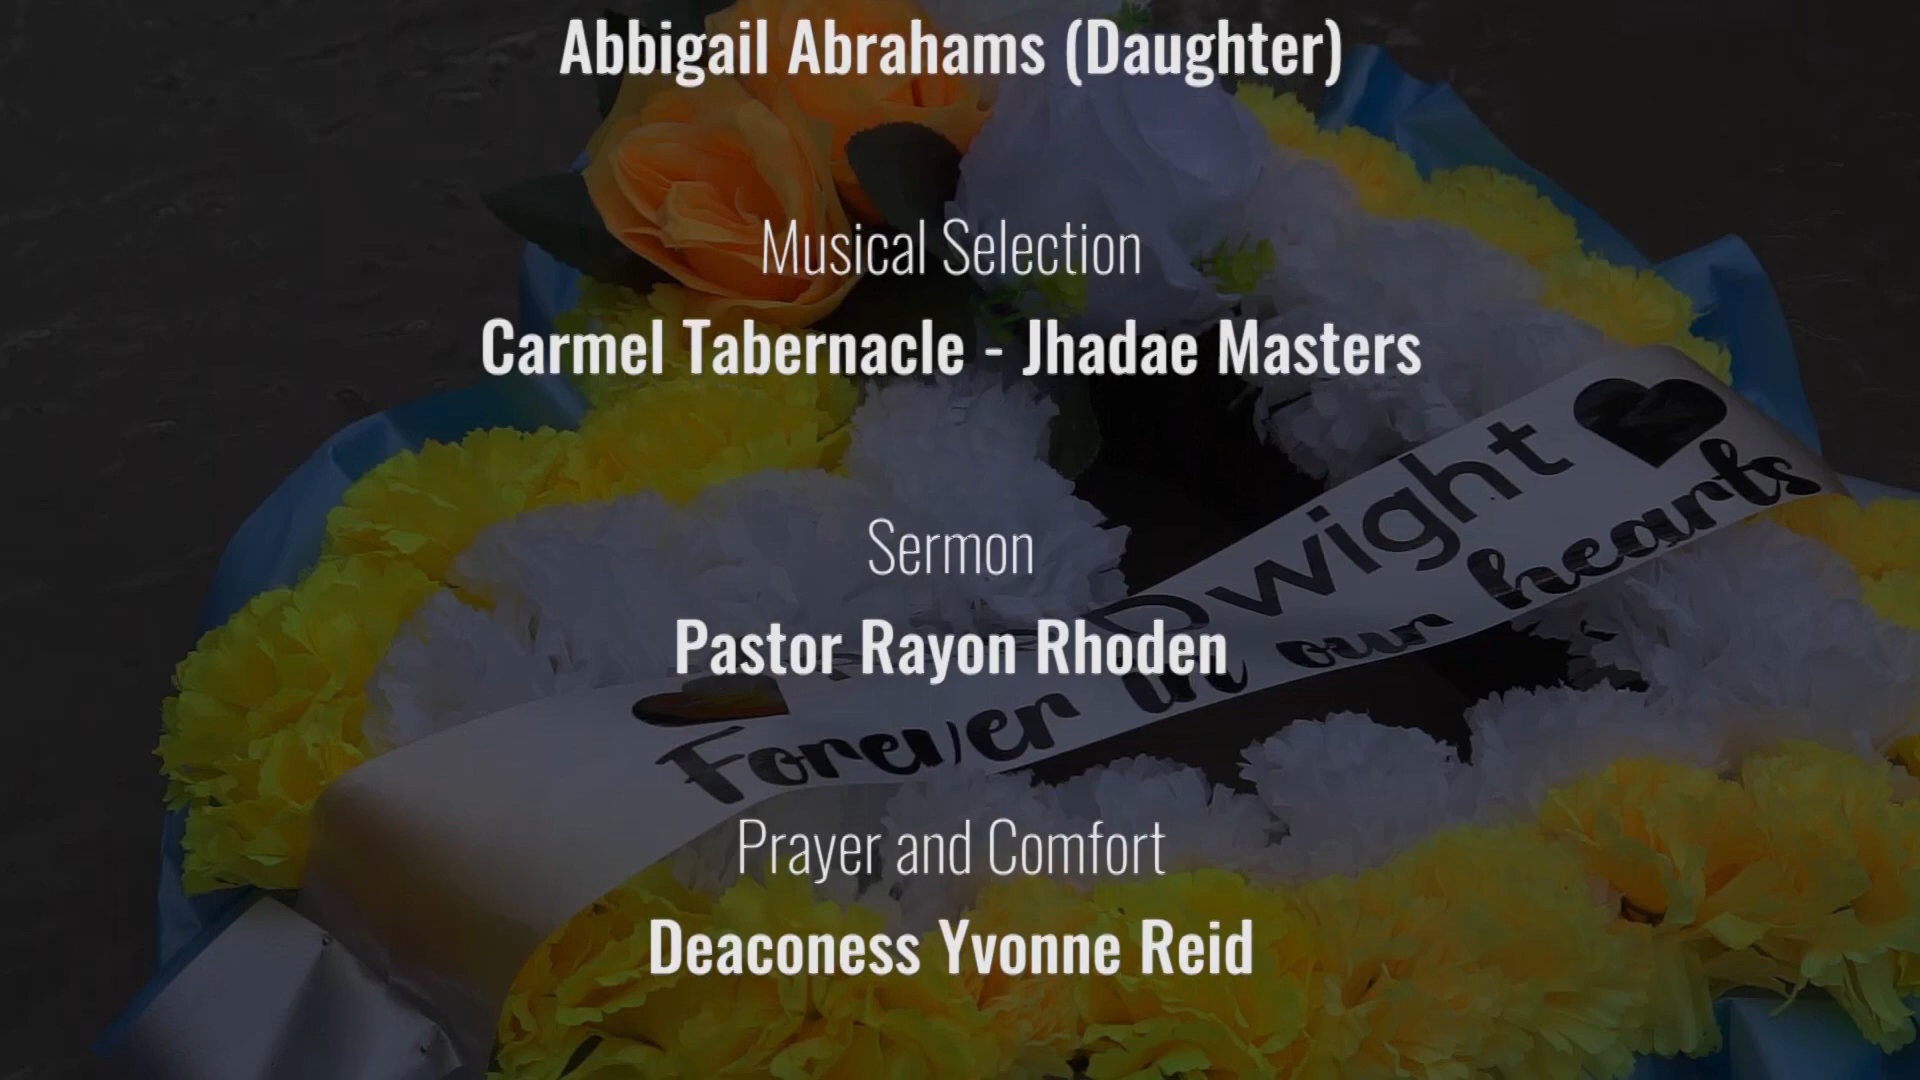 Abbigail Abrahams (Daughter)
Musical Selection
Carmel Tabernacle - Jhadae Masters
Sermon
Pastor Rayon Rhoden
Prayer and Comfort
Deaconess Yvonne Reid
Dwight
Forever in our hearts